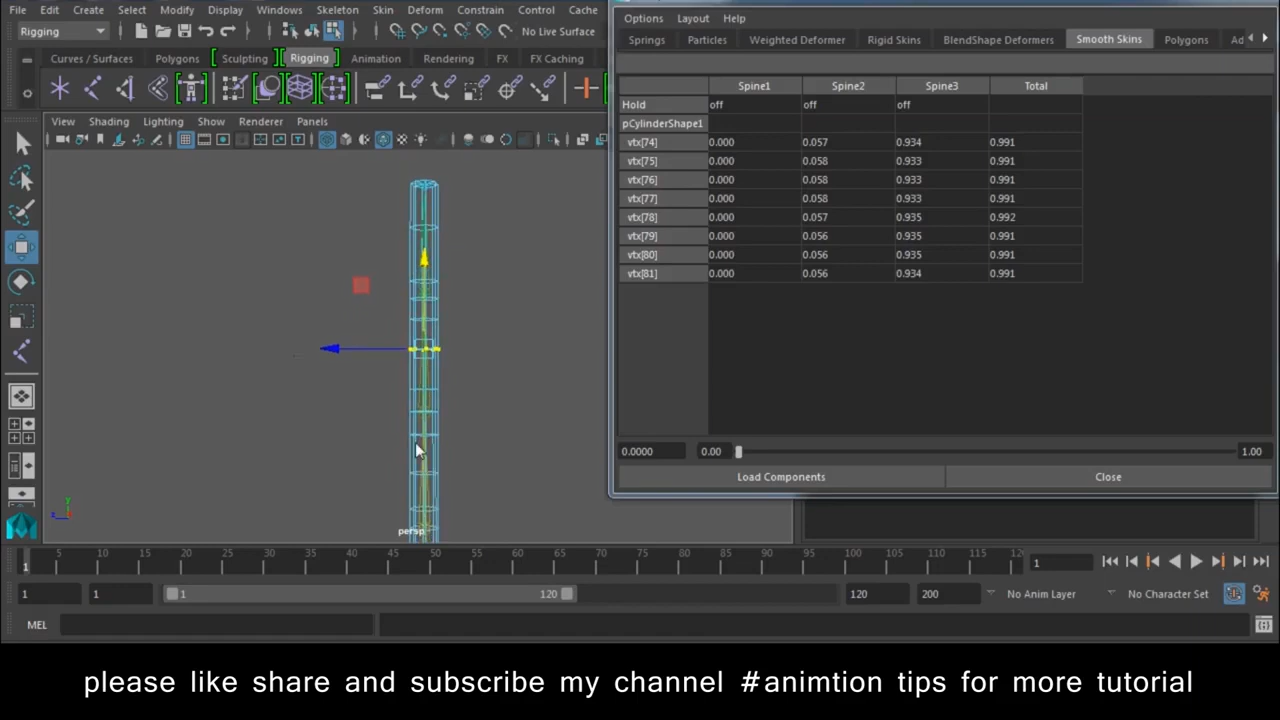 File Edit Create Select Modify Display Windows Skeleton Skin Deform Constrain Control Cache
Options Layout Help
Rigging No Live Surface
Springs Particles Weighted Deformer Rigid Skins BlendShape Deformers Smooth Skins Polygons Ad
Curves / Surfaces Polygons Sculpting Rigging Animation Rendering FX FX Caching
Spine1 Spine2 Spine3 Total
Hold off off off
View Shading Lighting Show Renderer Panels
pCylinderShape1
vtx[74] 0.000 0.057 0.934 0.991
vtx[75] 0.000 0.058 0.933 0.991
vtx[76] 0.000 0.058 0.933 0.991
vtx[77] 0.000 0.058 0.933 0.991
vtx[78] 0.000 0.057 0.935 0.992
vtx[79] 0.000 0.056 0.935 0.991
vtx[80] 0.000 0.056 0.935 0.991
vtx[81] 0.000 0.056 0.934 0.991
0.0000 0.00 1.00
Load Components Close
y
z
persp
5 10 15 20 25 30 35 40 45 50 55 60 65 70 75 80 85 90 95 100 105 110 115 12
1 1
1 1 1 120 120 200 No Anim Layer No Character Set
MEL
please like share and subscribe my channel #animtion tips for more tutorial